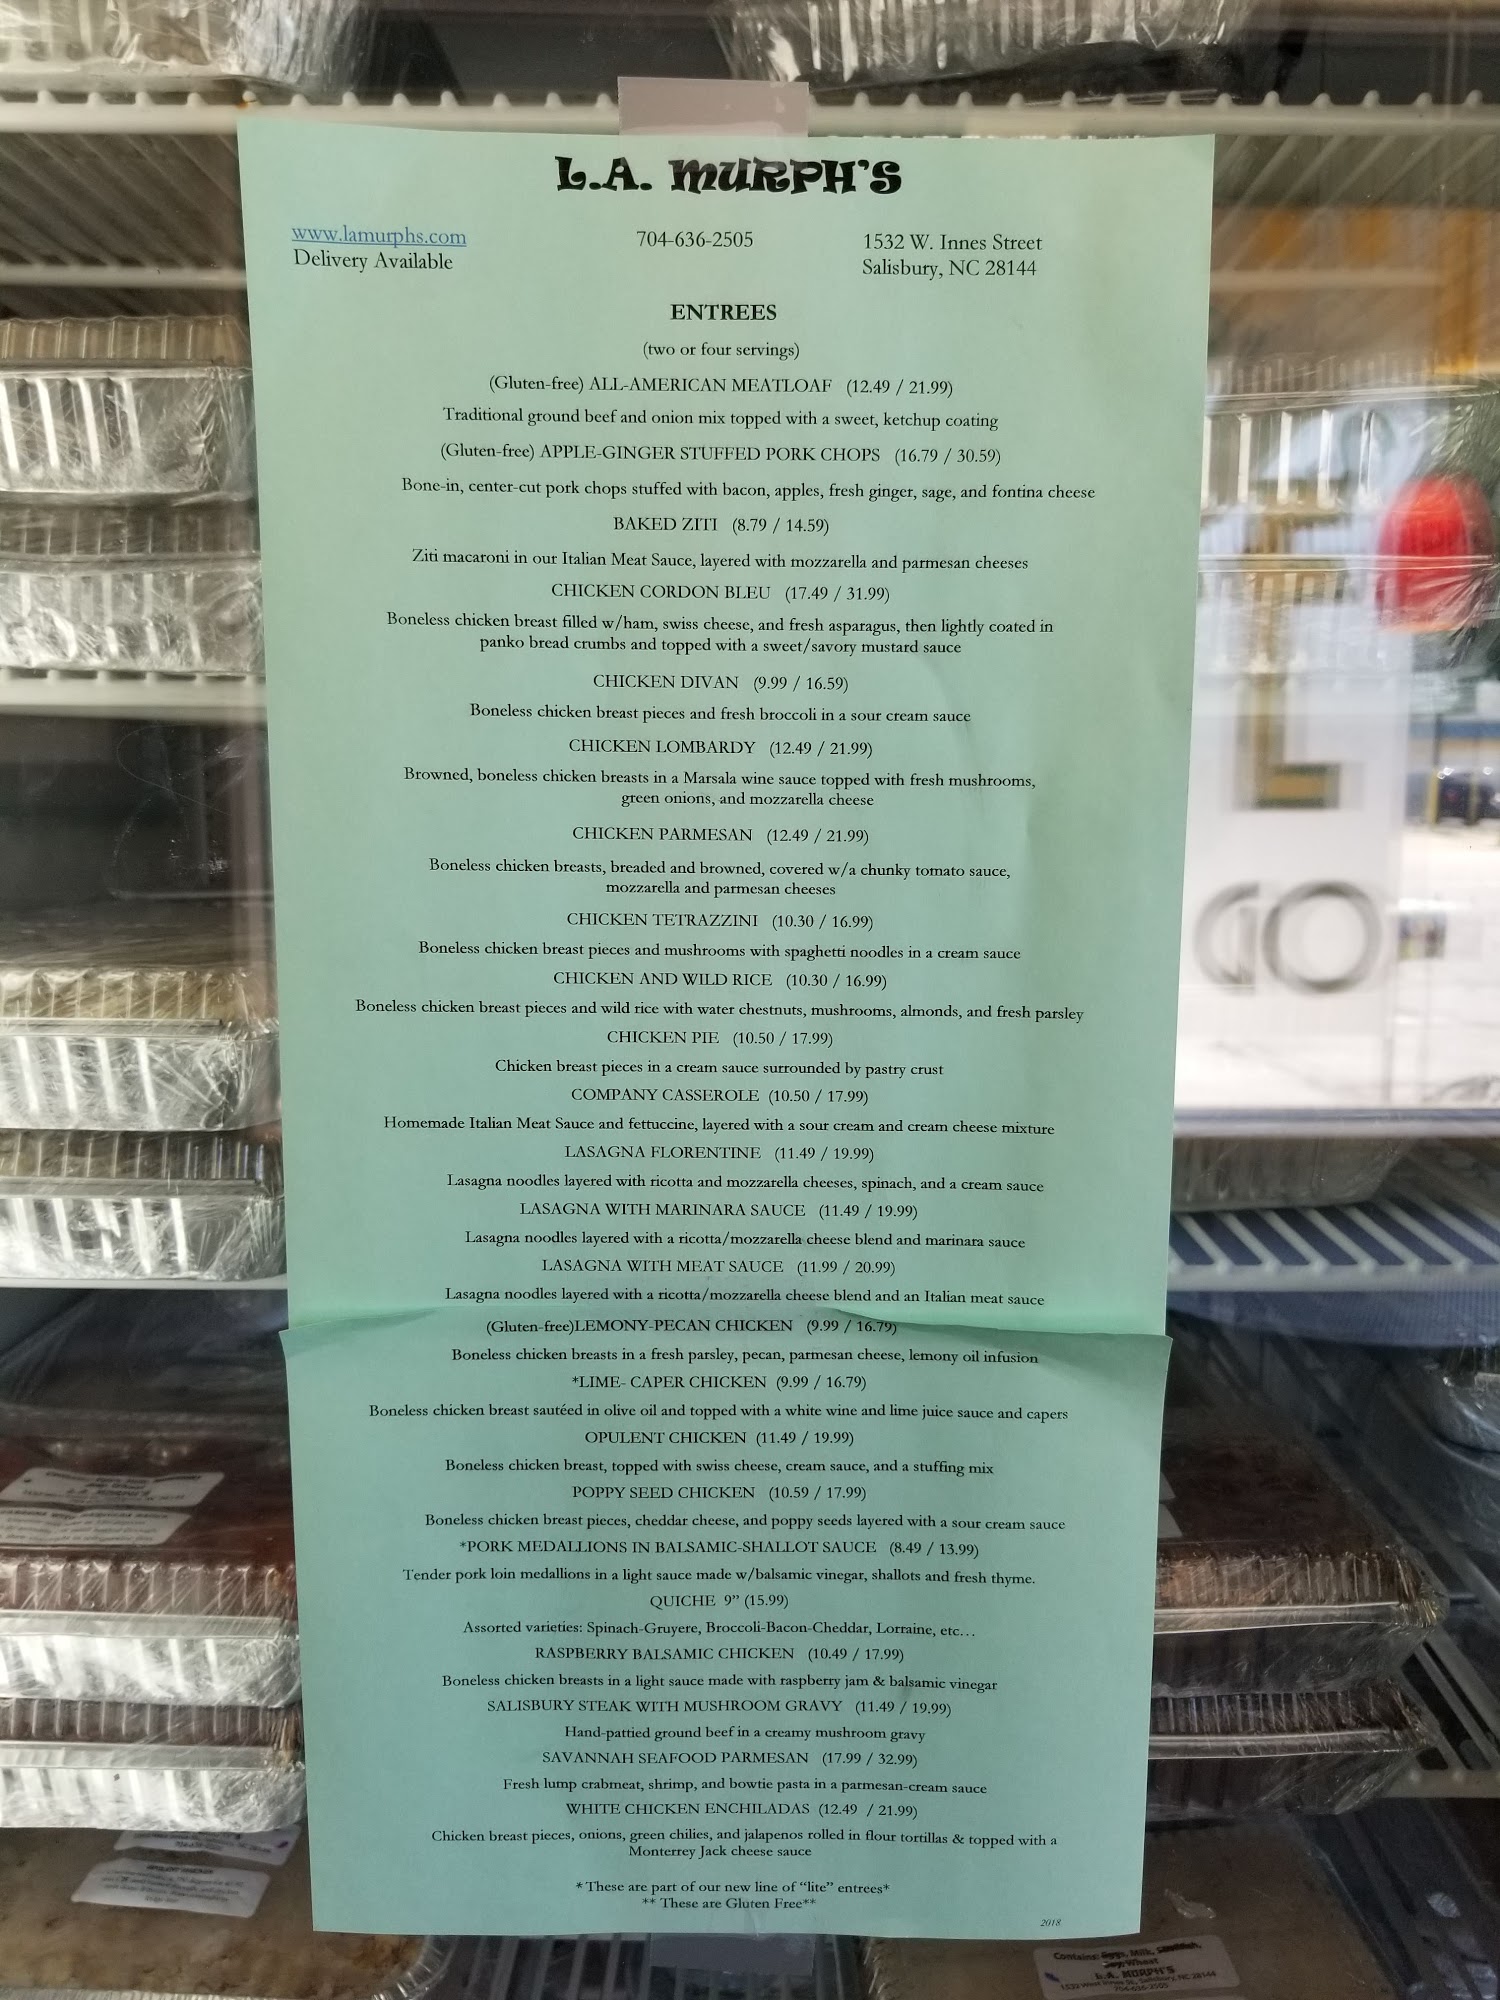 L.A. MURPH'S
www.lamurphs.com
Delivery Available
704-636-2505
1532 W. Innes Street
Salisbury, NC 28144
ENTREES
(two or four servings)
(Gluten-free) ALL-AMERICAN MEATLOAF (12.49 / 21.99)
Traditional ground beef and onion mix topped with a sweet, ketchup coating
(Gluten-free) APPLE-GINGER STUFFED PORK CHOPS (16.79 / 30.59)
Bone-in, center-cut pork chops stuffed with bacon, apples, fresh ginger, sage, and fontina cheese
BAKED ZITI (8.79 / 14.59)
Ziti macaroni in our Italian Meat Sauce, layered with mozzarella and parmesan cheeses
CHICKEN CORDON BLEU (17.49 / 31.99)
Boneless chicken breast filled w/ham, swiss cheese, and fresh asparagus, then lightly coated in
panko bread crumbs and topped with a sweet/savory mustard sauce
CHICKEN DIVAN (9.99 / 16.59)
Boneless chicken breast pieces and fresh broccoli in a sour cream sauce
CHICKEN LOMBARDY (12.49 / 21.99)
Browned, boneless chicken breasts in a Marsala wine sauce topped with fresh mushrooms,
green onions, and mozzarella cheese
CHICKEN PARMESAN (12.49 / 21.99)
Boneless chicken breasts, breaded and browned, covered w/a chunky tomato sauce,
mozzarella and parmesan cheeses
CHICKEN TETRAZZINI (10.30 / 16.99)
Boneless chicken breast pieces and mushrooms with spaghetti noodles in a cream sauce
CHICKEN AND WILD RICE (10.30 / 16.99)
Boneless chicken breast pieces and wild rice with water chestnuts, mushrooms, almonds, and fresh parsley
CHICKEN PIE (10.50 / 17.99)
Chicken breast pieces in a cream sauce surrounded by pastry crust
COMPANY CASSEROLE (10.50 / 17.99)
Homemade Italian Meat Sauce and fettuccine, layered with a sour cream and cream cheese mixture
LASAGNA FLORENTINE (11.49 / 19.99)
Lasagna noodles layered with ricotta and mozzarella cheeses, spinach, and a cream sauce
LASAGNA WITH MARINARA SAUCE (11.49 / 19.99)
Lasagna noodles layered with a ricotta/mozzarella cheese blend and marinara sauce
LASAGNA WITH MEAT SAUCE (11.99 / 20.99)
Lasagna noodles layered with a ricotta/mozzarella cheese blend and an Italian meat sauce
(Gluten-free)LEMONY-PECAN CHICKEN (9.99 / 16.79)
Boneless chicken breasts in a fresh parsley, pecan, parmesan cheese, lemony oil infusion
*LIME- CAPER CHICKEN (9.99 / 16.79)
Boneless chicken breast sautéed in olive oil and topped with a white wine and lime juice sauce and capers
OPULENT CHICKEN (11.49 / 19.99)
Boneless chicken breast, topped with swiss cheese, cream sauce, and a stuffing mix
POPPY SEED CHICKEN (10.59 / 17.99)
Boneless chicken breast pieces, cheddar cheese, and poppy seeds layered with a sour cream sauce
*PORK MEDALLIONS IN BALSAMIC-SHALLOT SAUCE (8.49 / 13.99)
Tender pork loin medallions in a light sauce made w/balsamic vinegar, shallots and fresh thyme.
QUICHE 9” (15.99)
Assorted varieties: Spinach-Gruyere, Broccoli-Bacon-Cheddar, Lorraine, etc…
RASPBERRY BALSAMIC CHICKEN (10.49 / 17.99)
Boneless chicken breasts in a light sauce made with raspberry jam & balsamic vinegar
SALISBURY STEAK WITH MUSHROOM GRAVY (11.49 / 19.99)
Hand-pattied ground beef in a creamy mushroom gravy
SAVANNAH SEAFOOD PARMESAN (17.99 / 32.99)
Fresh lump crabmeat, shrimp, and bowtie pasta in a parmesan-cream sauce
WHITE CHICKEN ENCHILADAS (12.49 / 21.99)
Chicken breast pieces, onions, green chilies, and jalapenos rolled in flour tortillas & topped with a
Monterrey Jack cheese sauce
* These are part of our new line of “lite” entrees*
** These are Gluten Free**
2018
Contains: Eggs, Milk,
Wheat
L.A. MURPH'S
704-636-2505